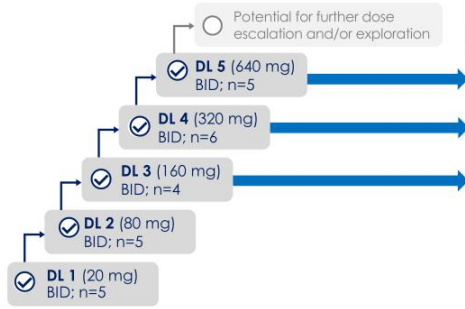 Potential for further dose
escalation and/or exploration
DL 5 (640 mg)
BID; n=5
DL 4 (320 mg)
BID; n=6
DL 3 (160 mg)
BID; n=4
DL 2 (80 mg)
BID; n=5
DL 1 (20 mg)
BID; n=5